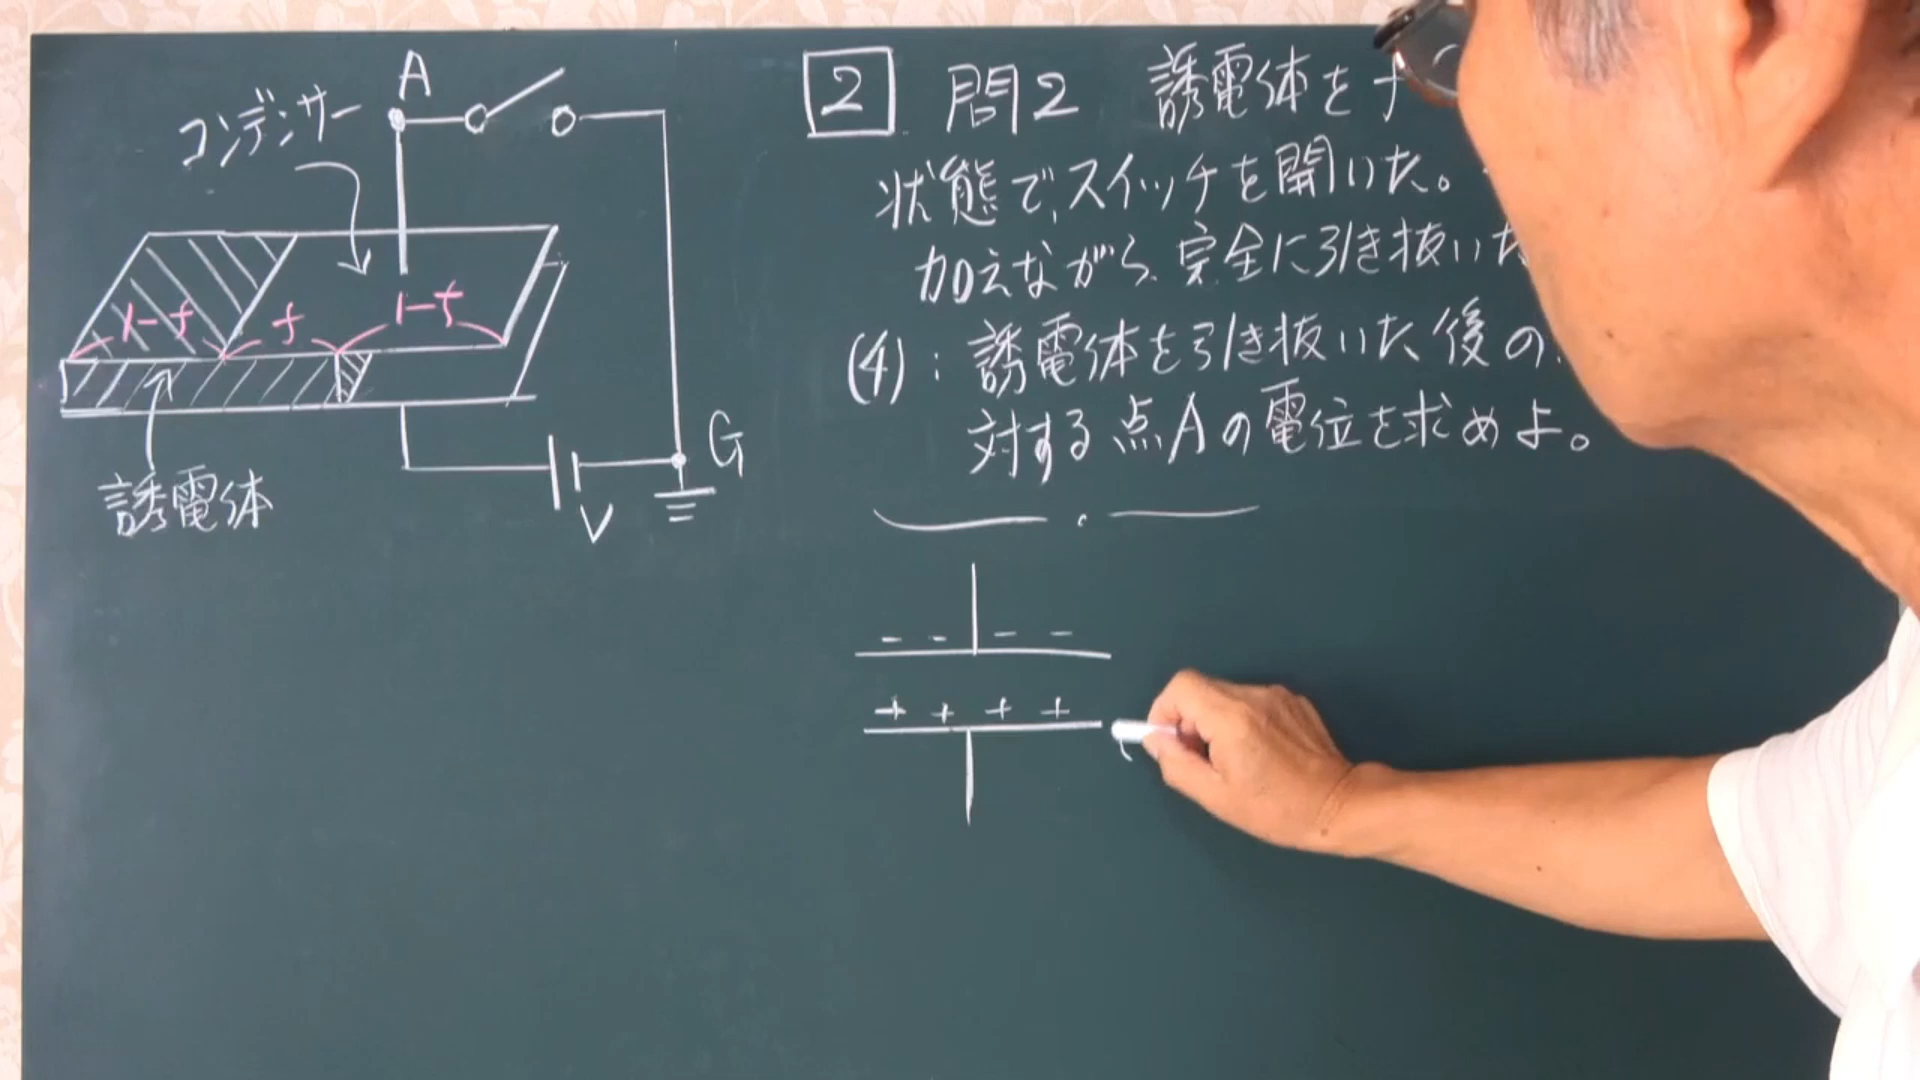 A
コンデンサー
1-f
f
1-f
誘電体
V
G
2 問2 誘電体を
状態で、スイッチを開いた。
加えながら、完全に引き抜いた
(4): 誘電体を引き抜いた後の
対する点Aの電位を求めよ。
- - - -
+ + + +